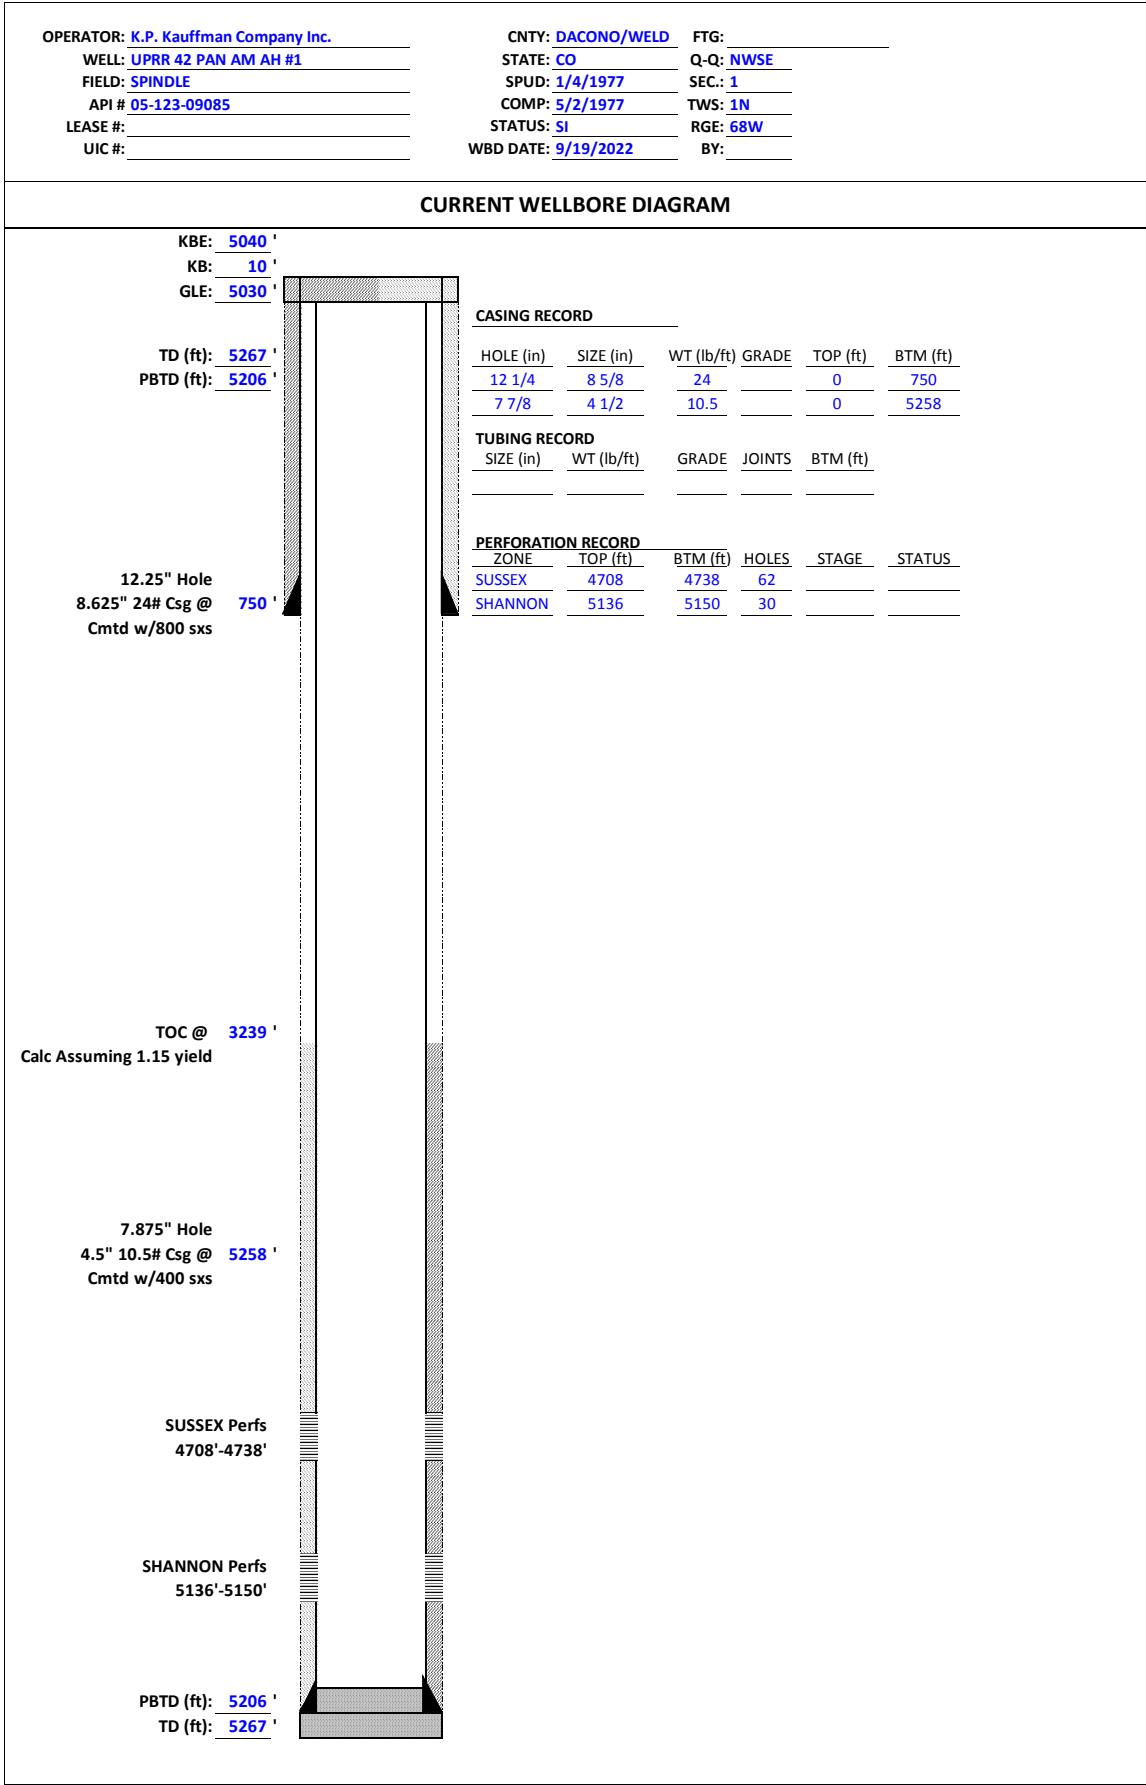 OPERATOR: K.P. Kauffman Company Inc. CNTY: DACONO/WELD FTG:
WELL: UPRR 42 PAN AM AH #1 STATE: CO Q-Q: NWSE
FIELD: SPINDLE SPUD: 1/4/1977 SEC.: 1
API # 05-123-09085 COMP: 5/2/1977 TWS: 1N
LEASE #: STATUS: SI RGE: 68W
UIC #: WBD DATE: 9/19/2022 BY:
CURRENT WELLBORE DIAGRAM
KBE: 5040 '
KB: 10 '
GLE: 5030 '
CASING RECORD
TD (ft): 5267 ' HOLE (in) SIZE (in) WT (lb/ft) GRADE TOP (ft) BTM (ft)
PBTD (ft): 5206 ' 12 1/4 8 5/8 24 0 750
7 7/8 4 1/2 10.5 0 5258
TUBING RECORD
SIZE (in) WT (lb/ft) GRADE JOINTS BTM (ft)
PERFORATION RECORD
ZONE TOP (ft) BTM (ft) HOLES STAGE STATUS
12.25" Hole SUSSEX 4708 4738 62
8.625" 24# Csg @ 750 ' SHANNON 5136 5150 30
Cmtd w/800 sxs
TOC @ 3239 '
Calc Assuming 1.15 yield
7.875" Hole
4.5" 10.5# Csg @ 5258 '
Cmtd w/400 sxs
SUSSEX Perfs
4708'-4738'
SHANNON Perfs
5136'-5150'
PBTD (ft): 5206 '
TD (ft): 5267 '